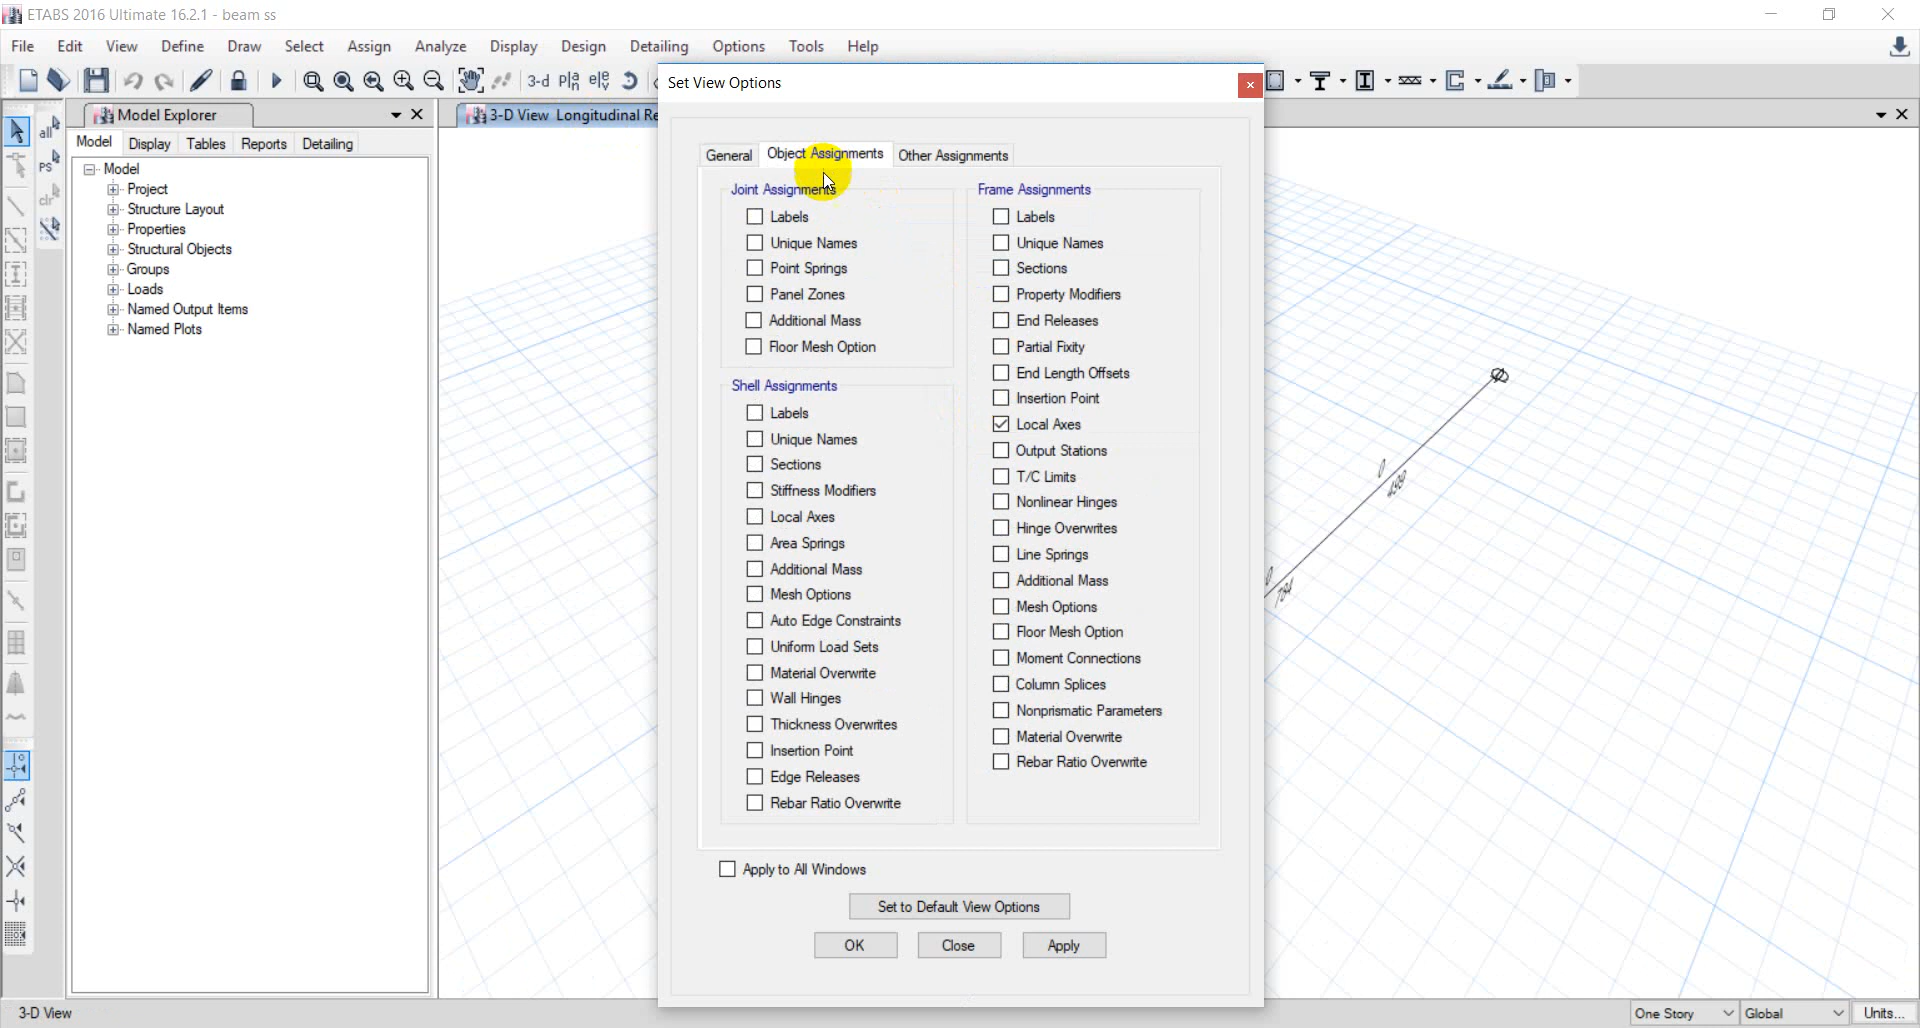 ETABS 2016 Ultimate 16.2.1 - beam ss
File Edit View Define Draw Select Assign Analyze Display Design Detailing Options Tools Help
3-d
Set View Options
all
PS
clr
Model Explorer
Model Display Tables Reports Detailing
Model
Project
Structure Layout
Properties
Structural Objects
Groups
Loads
Named Output Items
Named Plots
3-D View Longitudinal Re
General Object Assignments Other Assignments
Joint Assignments
Labels
Unique Names
Point Springs
Panel Zones
Additional Mass
Floor Mesh Option
Shell Assignments
Labels
Unique Names
Sections
Stiffness Modifiers
Local Axes
Area Springs
Additional Mass
Mesh Options
Auto Edge Constraints
Uniform Load Sets
Material Overwrite
Wall Hinges
Thickness Overwrites
Insertion Point
Edge Releases
Rebar Ratio Overwrite
Frame Assignments
Labels
Unique Names
Sections
Property Modifiers
End Releases
Partial Fixity
End Length Offsets
Insertion Point
Local Axes
Output Stations
T/C Limits
Nonlinear Hinges
Hinge Overwrites
Line Springs
Additional Mass
Mesh Options
Floor Mesh Option
Moment Connections
Column Splices
Nonprismatic Parameters
Material Overwrite
Rebar Ratio Overwrite
Apply to All Windows
Set to Default View Options
OK Close Apply
0
499
0
784
3-D View
One Story Global Units...